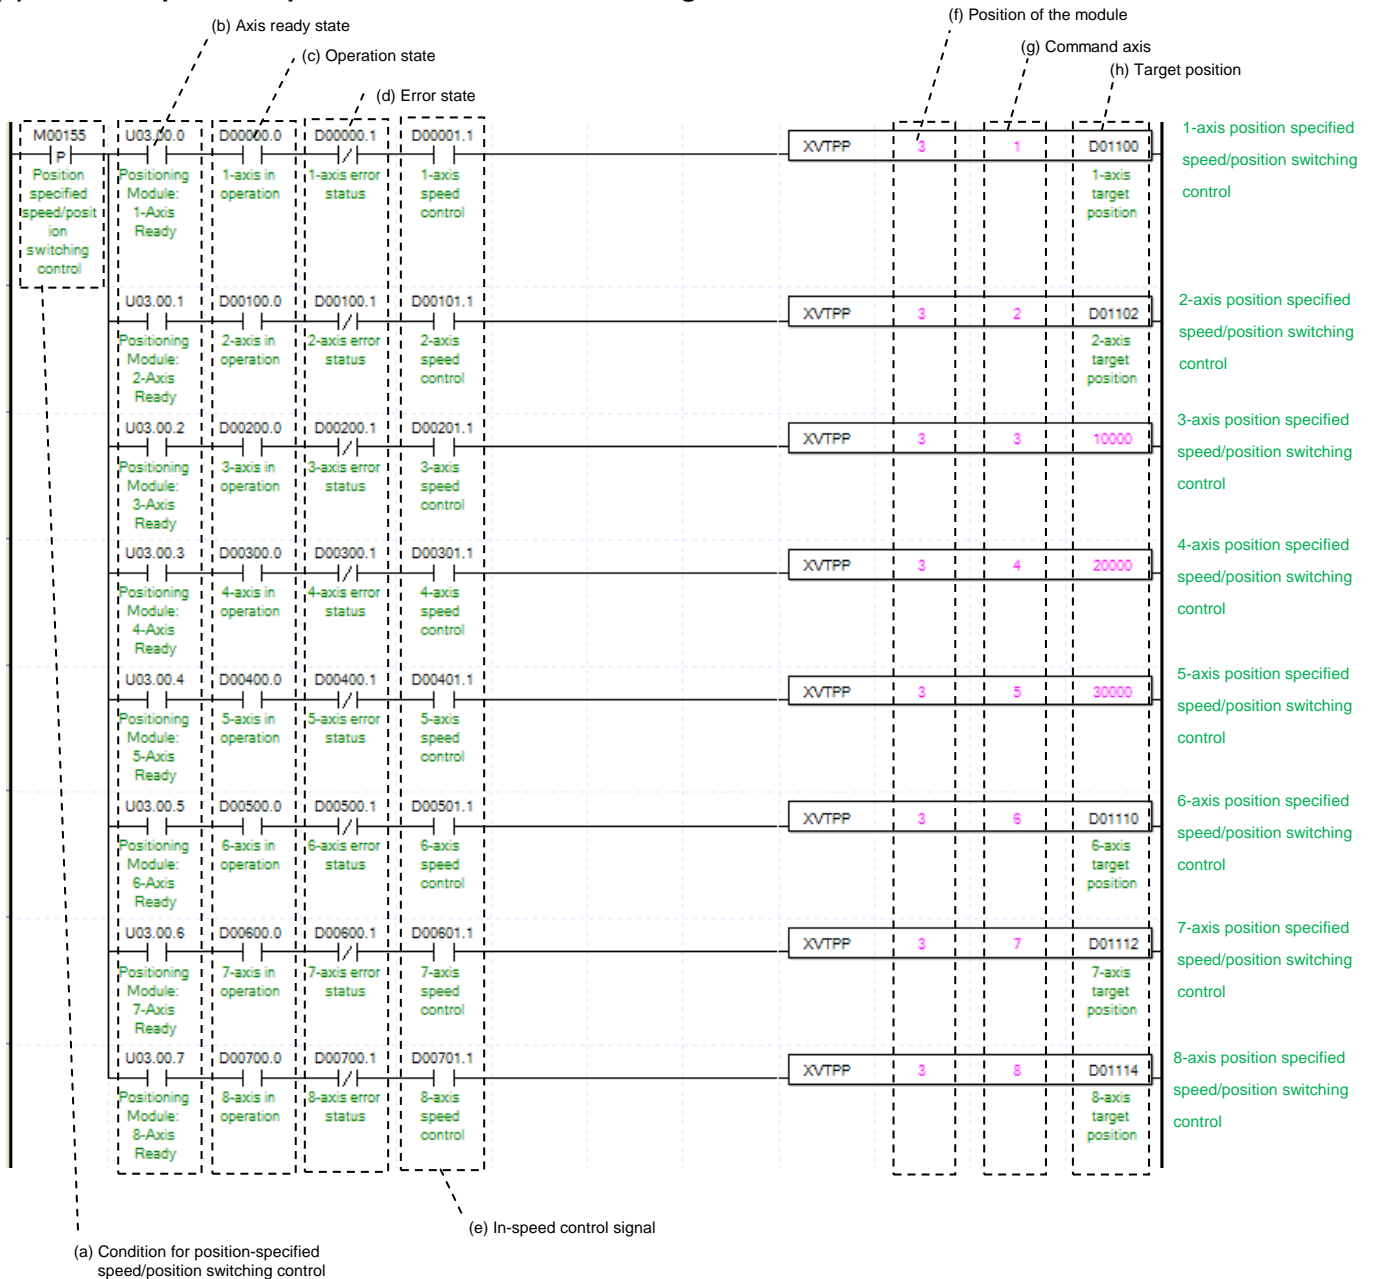 (b) Axis ready state
(c) Operation state
(d) Error state
(f) Position of the module
(g) Command axis
(h) Target position
M00155 U03.00.0 D00000.0 D00000.1 D00001.1 XVTPP 3 1 D01100
P
Position specified speed/posit ion switching control
Positioning Module: 1-Axis Ready
1-axis in operation
1-axis error status
1-axis speed control
1-axis target position
1-axis position specified
speed/position switching
control
U03.00.1 D00100.0 D00100.1 D00101.1 XVTPP 3 2 D01102
Positioning Module: 2-Axis Ready
2-axis in operation
2-axis error status
2-axis speed control
2-axis target position
2-axis position specified
speed/position switching
control
U03.00.2 D00200.0 D00200.1 D00201.1 XVTPP 3 3 10000
Positioning Module: 3-Axis Ready
3-axis in operation
3-axis error status
3-axis speed control
3-axis position specified
speed/position switching
control
U03.00.3 D00300.0 D00300.1 D00301.1 XVTPP 3 4 20000
Positioning Module: 4-Axis Ready
4-axis in operation
4-axis error status
4-axis speed control
4-axis position specified
speed/position switching
control
U03.00.4 D00400.0 D00400.1 D00401.1 XVTPP 3 5 30000
Positioning Module: 5-Axis Ready
5-axis in operation
5-axis error status
5-axis speed control
5-axis position specified
speed/position switching
control
U03.00.5 D00500.0 D00500.1 D00501.1 XVTPP 3 6 D01110
Positioning Module: 6-Axis Ready
6-axis in operation
6-axis error status
6-axis speed control
6-axis target position
6-axis position specified
speed/position switching
control
U03.00.6 D00600.0 D00600.1 D00601.1 XVTPP 3 7 D01112
Positioning Module: 7-Axis Ready
7-axis in operation
7-axis error status
7-axis speed control
7-axis target position
7-axis position specified
speed/position switching
control
U03.00.7 D00700.0 D00700.1 D00701.1 XVTPP 3 8 D01114
Positioning Module: 8-Axis Ready
8-axis in operation
8-axis error status
8-axis speed control
8-axis target position
8-axis position specified
speed/position switching
control
(e) In-speed control signal
(a) Condition for position-specified
speed/position switching control